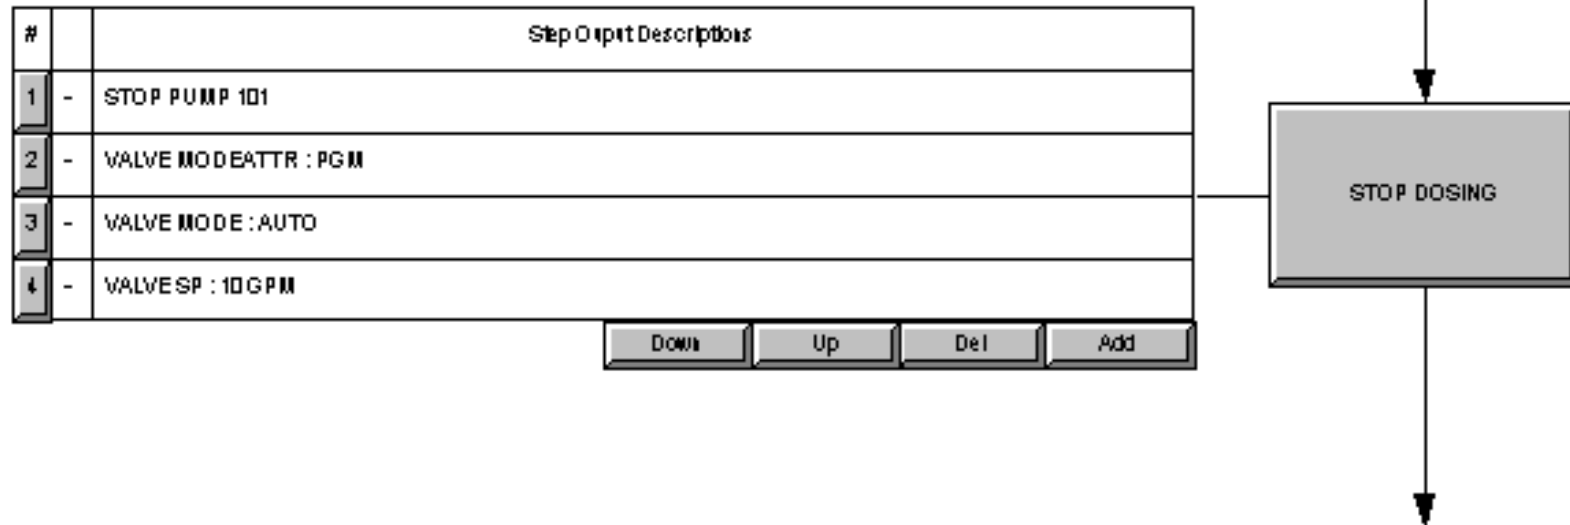 # Step Ouput Descriptions
1 - STOP PUMP 101
2 - VALVE MODEATTR : PGM
3 - VALVE MODE : AUTO
4 - VALVE SP : 10 GPM
STOP DOSING
Down Up Del Add